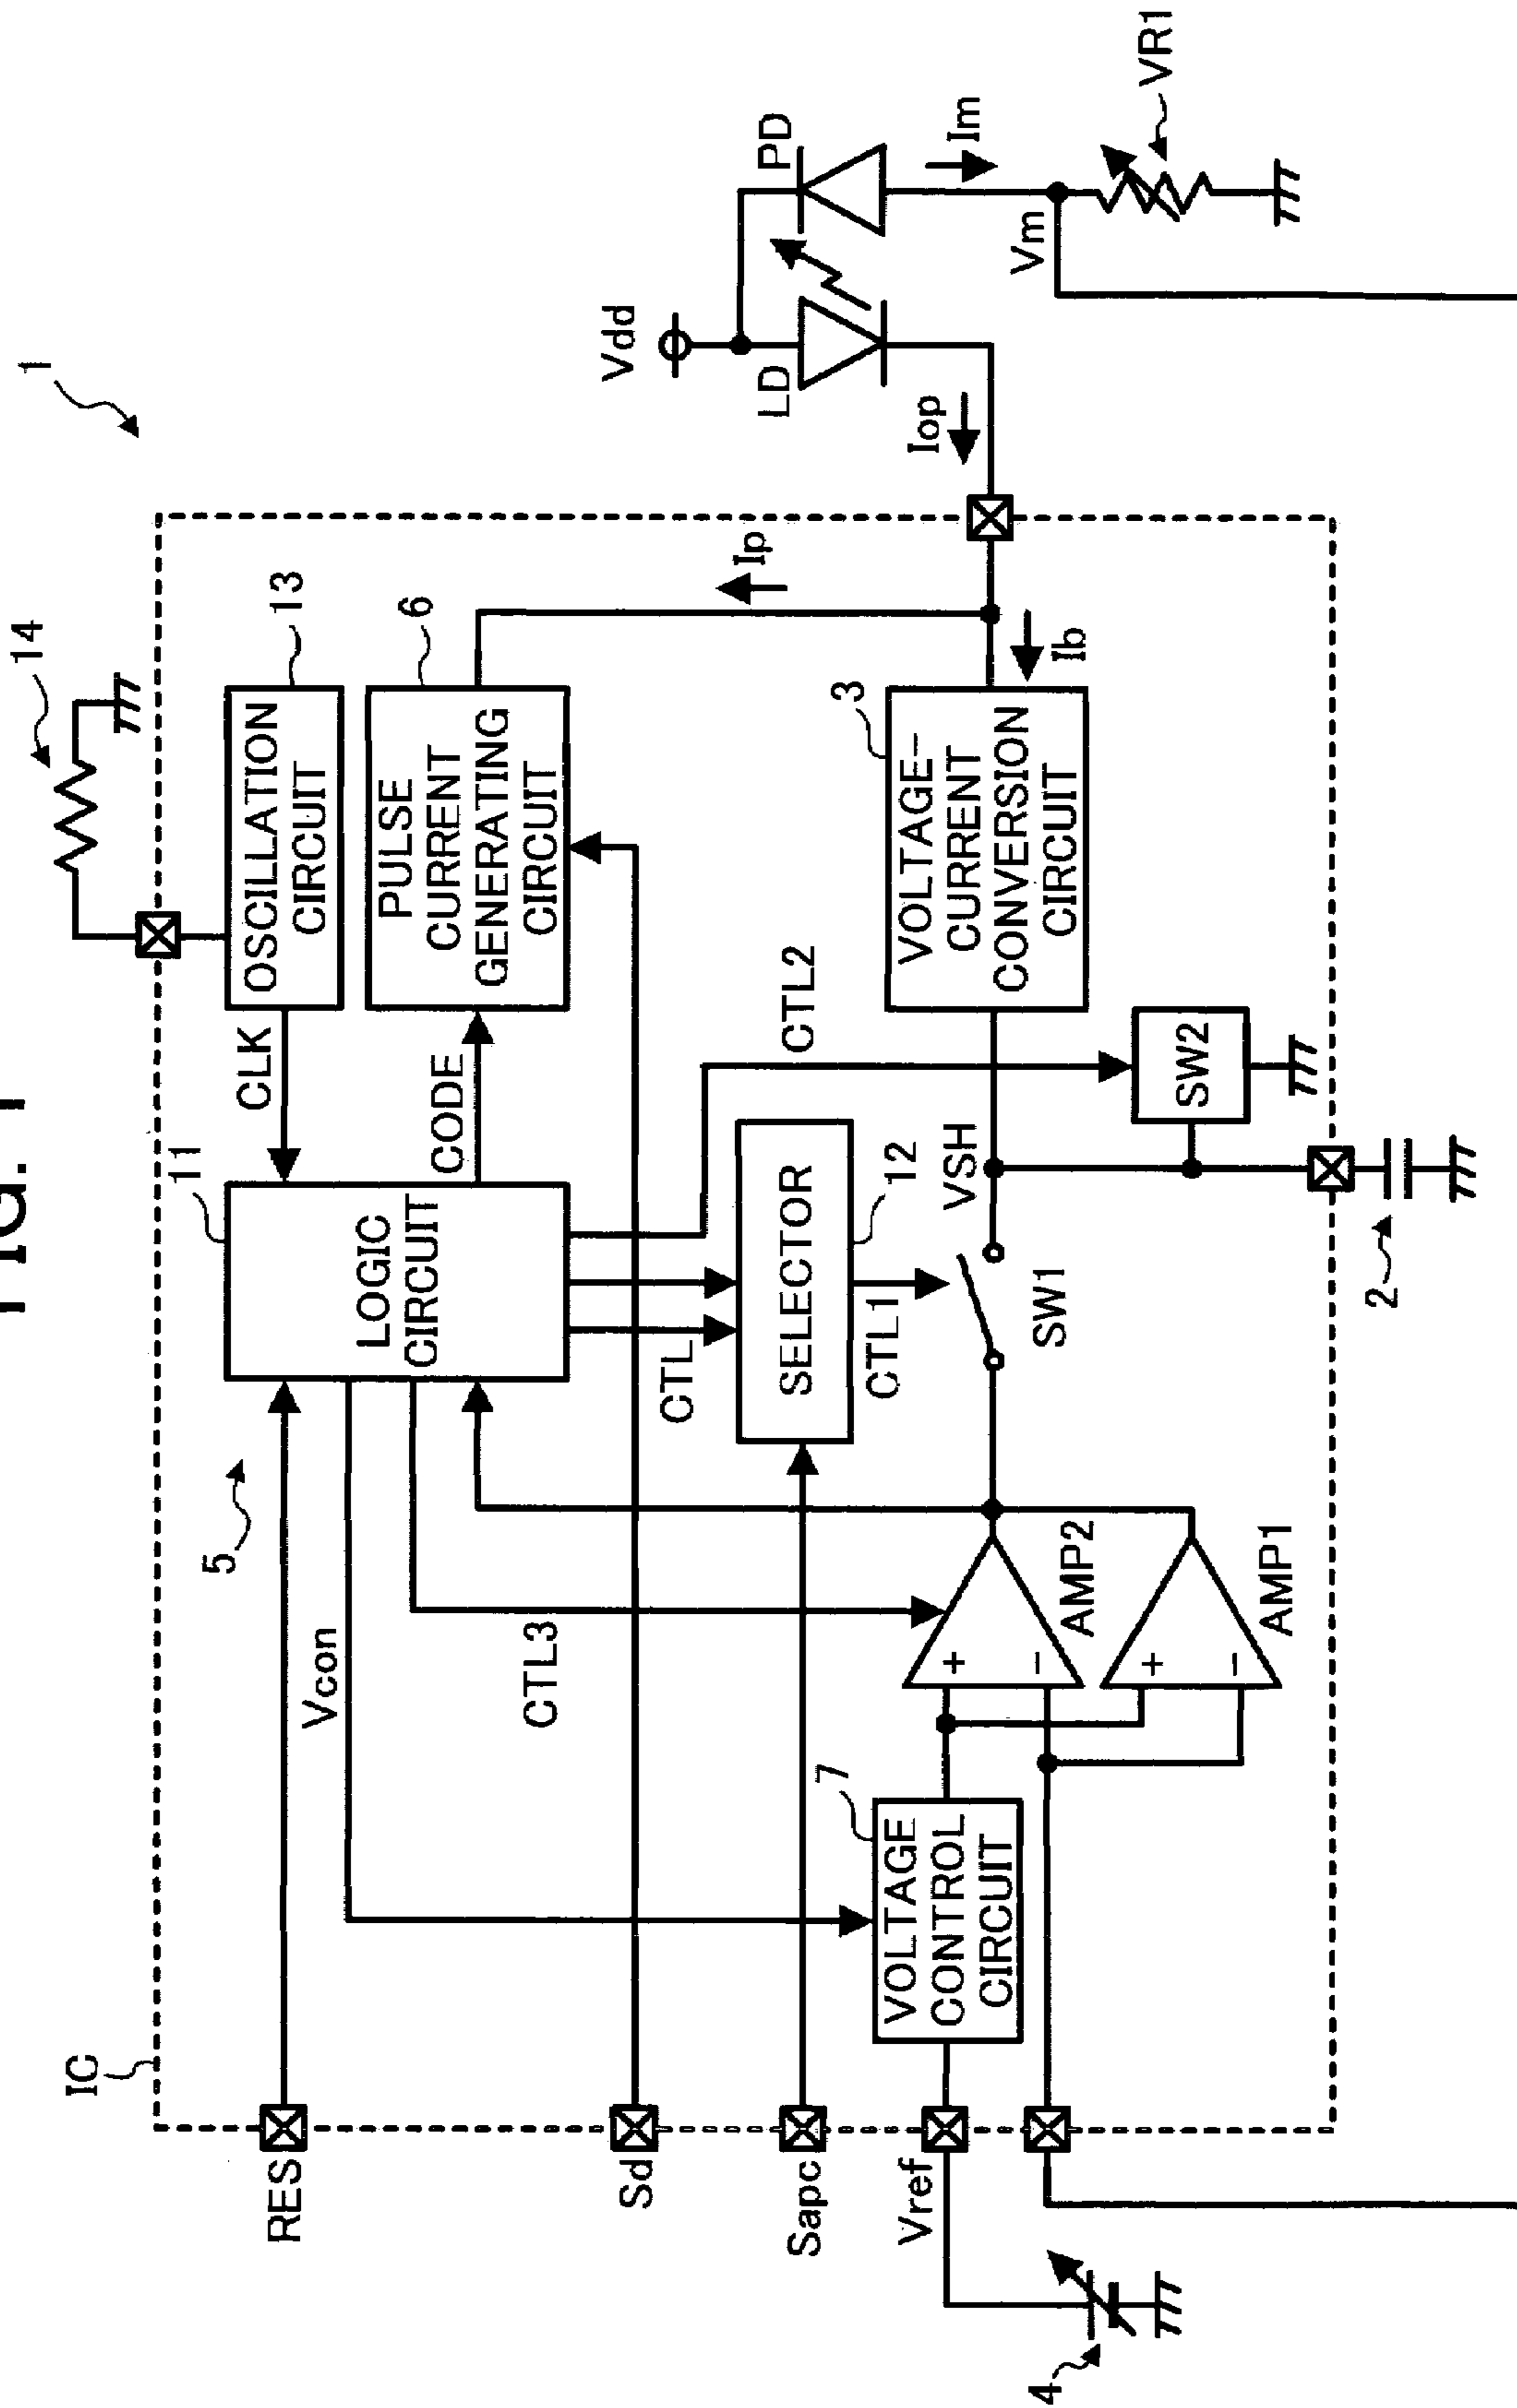 FIG. 1
1
14
IC
5
11
13
RES
CLK
OSCILLATION
CIRCUIT
Vcon
LOGIC
CIRCUIT
CODE
6
PULSE
CURRENT
GENERATING
CIRCUIT
Ip
Vdd
CTL3
Sd
CTL
CTL2
Sapc
SELECTOR
12
LD
PD
7
CTL1
3
Iop
Im
Vref
VOLTAGE
CONTROL
CIRCUIT
+
-
AMP2
VSH
VOLTAGE-
CURRENT
CONVERSION
CIRCUIT
Ib
Vm
SW1
VR1
4
+
-
AMP1
SW2
2